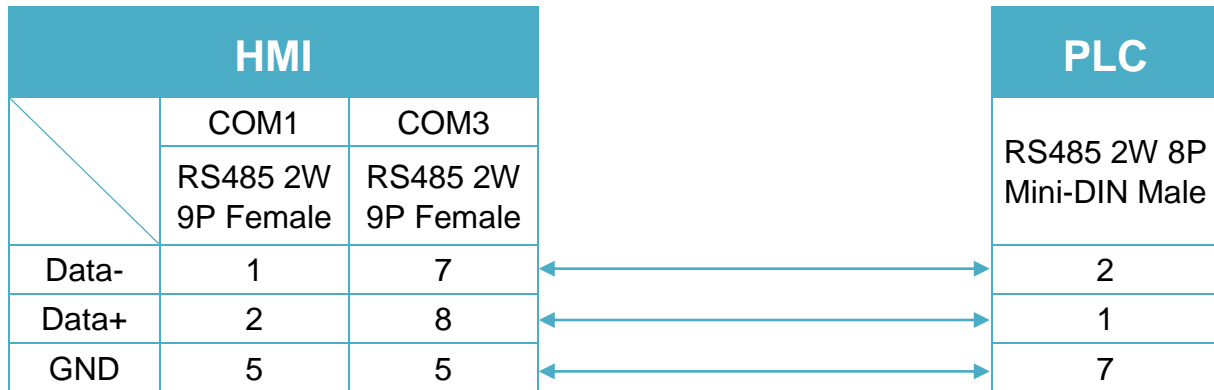 HMI PLC
COM1 COM3
RS485 2W 9P Female RS485 2W 9P Female RS485 2W 8P Mini-DIN Male
Data- 1 7 2
Data+ 2 8 1
GND 5 5 7